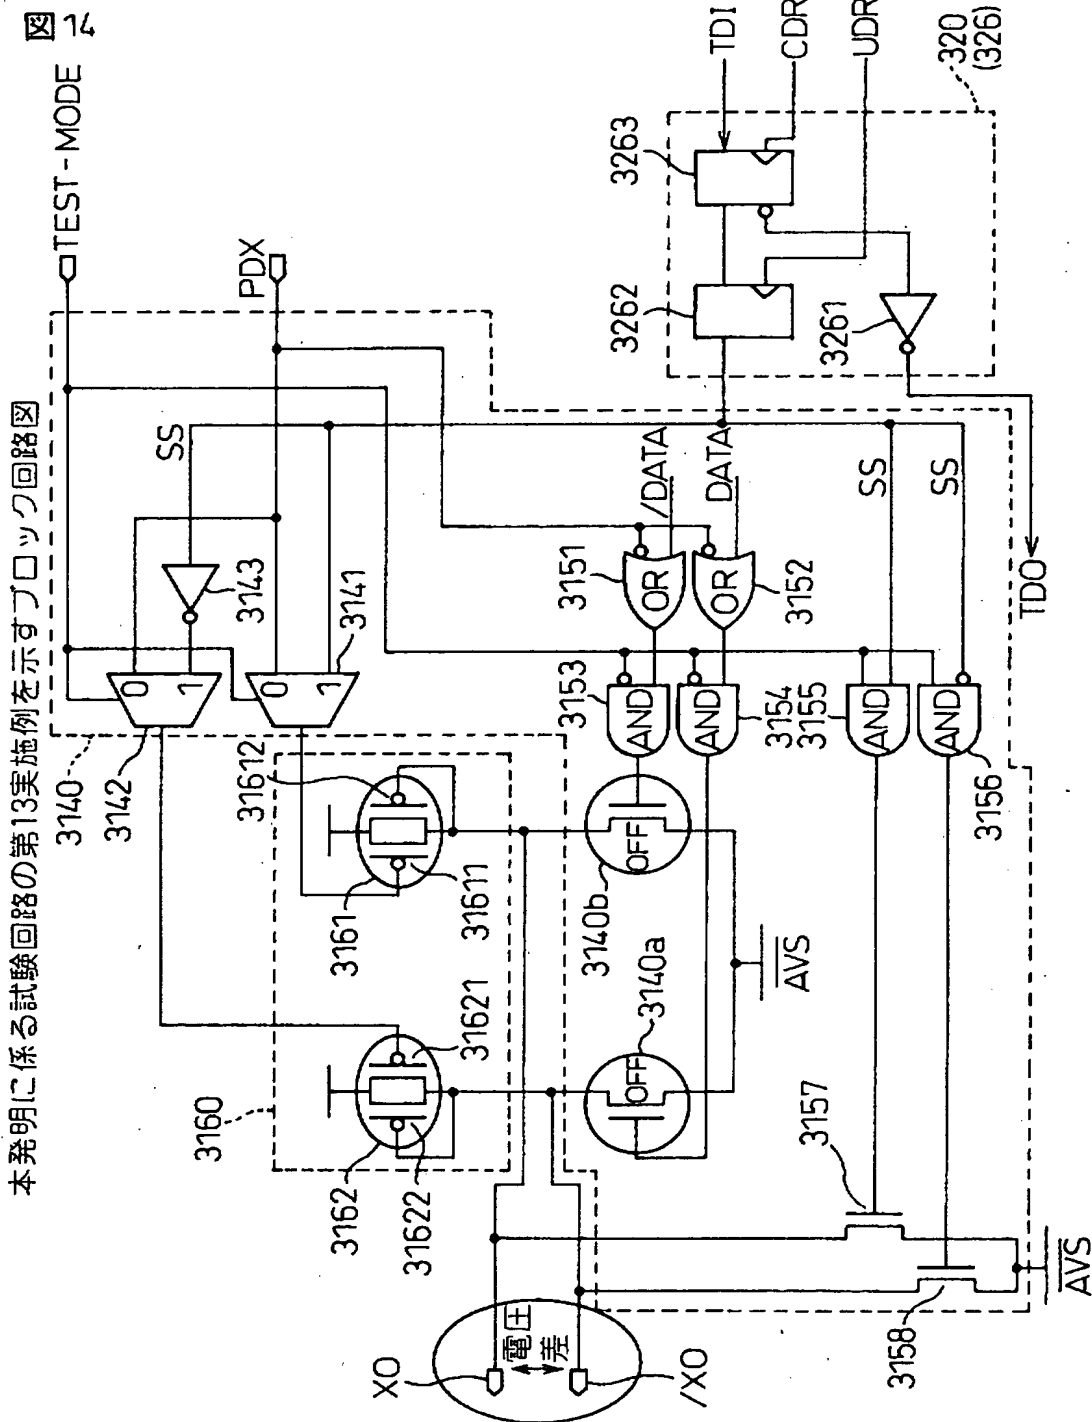 図14
本発明に係る試験回路の第13実施例を示すブロック回路図
TEST-MODE
PDX
TDI
CDR
UDR
320
(326)
3263
3262
3261
TDO
3140
3142
3141
3143
SS
0
1
0
1
3160
3161
31612
31611
3162
31621
31622
/DATA
DATA
3151
OR
OR
3152
3153
AND
AND
3154
3155
AND
AND
3156
SS
SS
OFF
3140b
OFF
3140a
AVS
3157
3158
AVS
XO
/XO
電圧
差